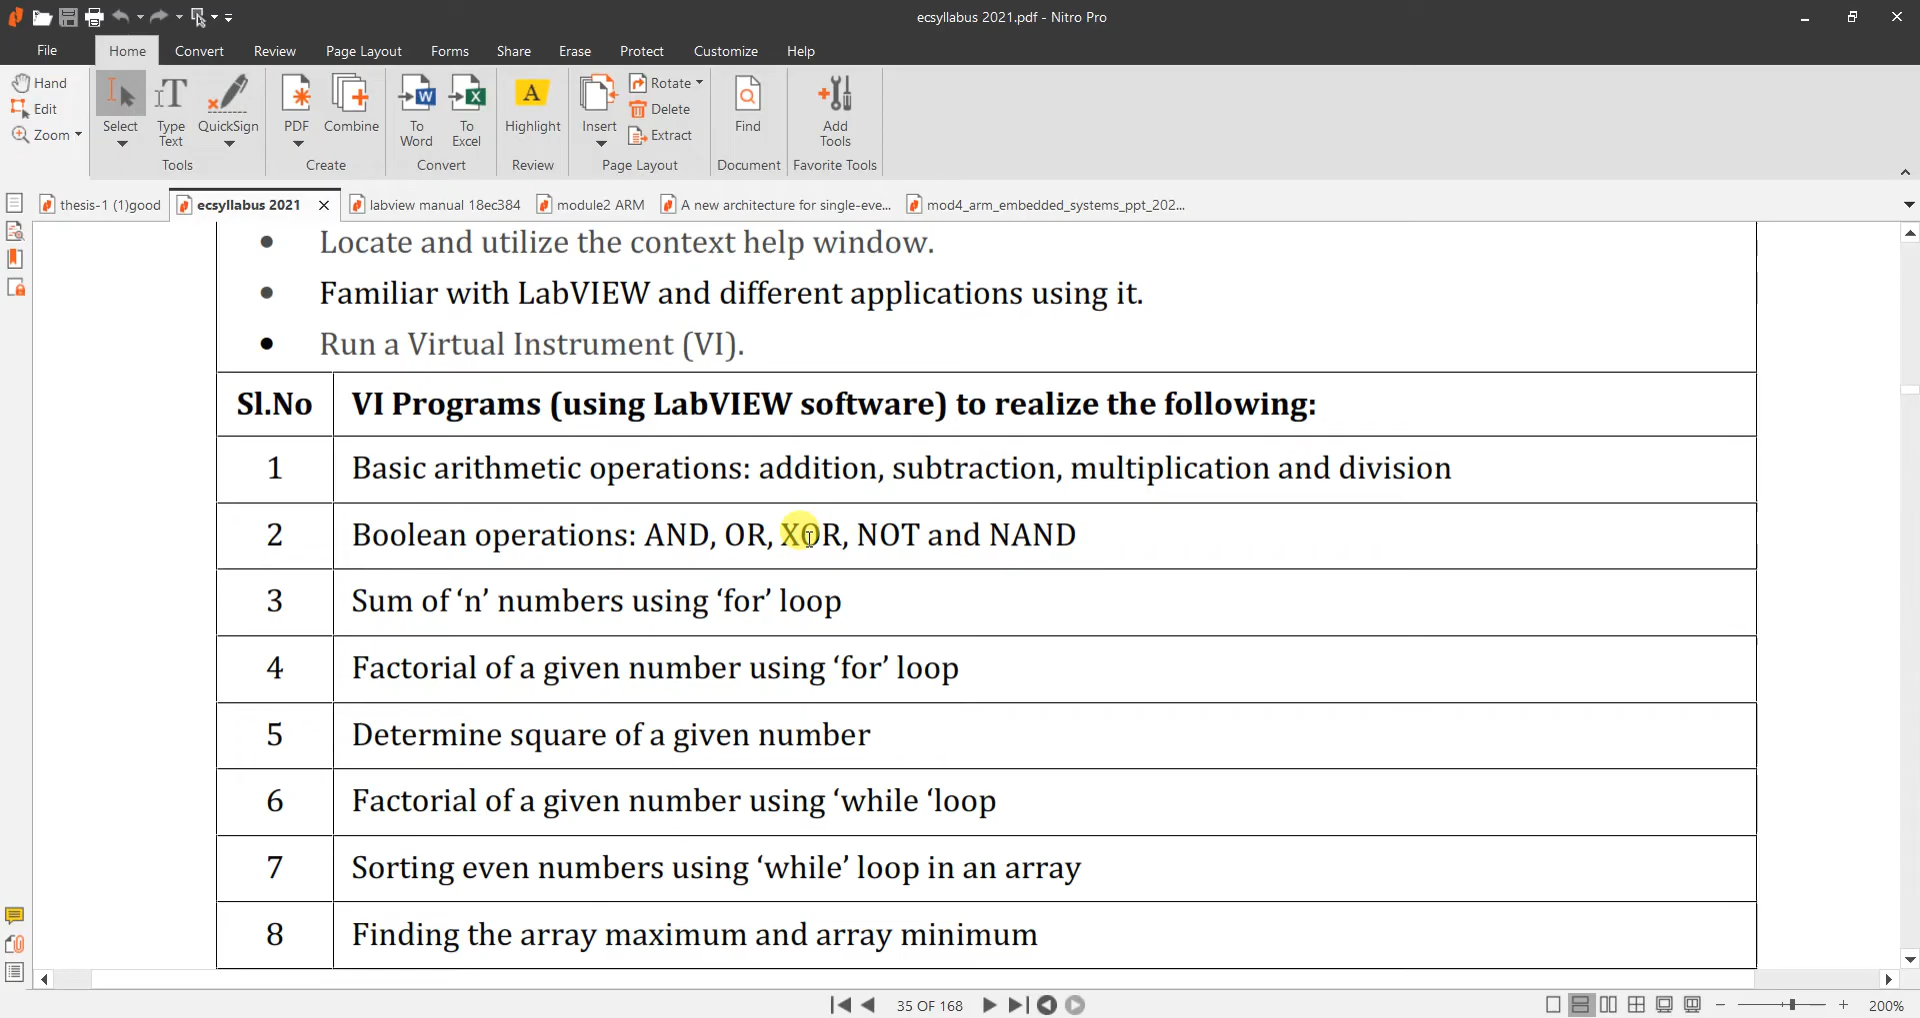 ecsyllabus 2021.pdf - Nitro Pro
File Home Convert Review Page Layout Forms Share Erase Protect Customize Help
Hand
Edit
Zoom
Select
Type Text
QuickSign
Tools
PDF
Combine
Create
To Word
To Excel
Convert
Highlight
Review
Insert
Rotate
Delete
Extract
Page Layout
Find
Document
Add Tools
Favorite Tools
thesis-1 (1)good ecsyllabus 2021 labview manual 18ec384 module2 ARM A new architecture for single-eve... mod4_arm_embedded_systems_ppt_202...
• Locate and utilize the context help window.
• Familiar with LabVIEW and different applications using it.
• Run a Virtual Instrument (VI).
Sl.No VI Programs (using LabVIEW software) to realize the following:
1 Basic arithmetic operations: addition, subtraction, multiplication and division
2 Boolean operations: AND, OR, XOR, NOT and NAND
3 Sum of ‘n’ numbers using ‘for’ loop
4 Factorial of a given number using ‘for’ loop
5 Determine square of a given number
6 Factorial of a given number using ‘while ‘loop
7 Sorting even numbers using ‘while’ loop in an array
8 Finding the array maximum and array minimum
35 OF 168
200%